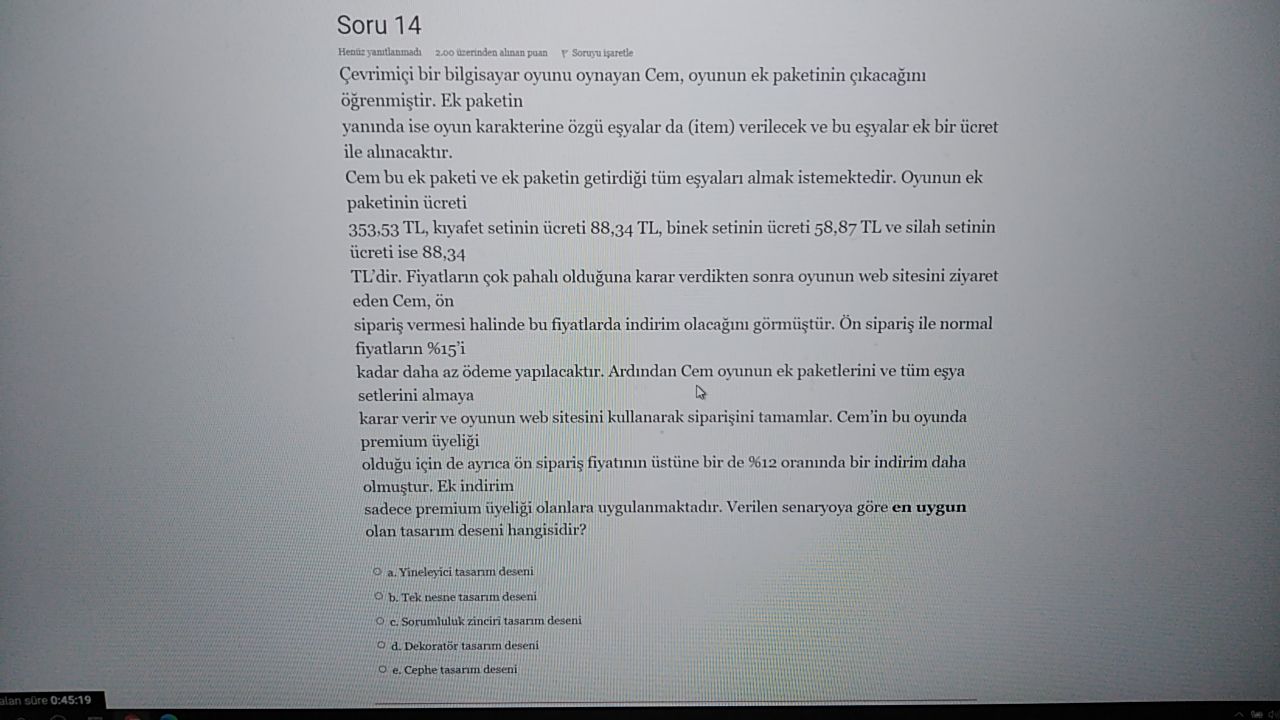 Soru 14
Henüz yanıtlanmadı 2.00 üzerinden alınan puan Soruyu işaretle
Çevrimiçi bir bilgisayar oyunu oynayan Cem, oyunun ek paketinin çıkacağını
öğrenmiştir. Ek paketin
yanında ise oyun karakterine özgü eşyalar da (item) verilecek ve bu eşyalar ek bir ücret
ile alınacaktır.
Cem bu ek paketi ve ek paketin getirdiği tüm eşyaları almak istemektedir. Oyunun ek
paketinin ücreti
353,53 TL, kıyafet setinin ücreti 88,34 TL, binek setinin ücreti 58,87 TL ve silah setinin
ücreti ise 88,34
TL'dir. Fiyatların çok pahalı olduğuna karar verdikten sonra oyunun web sitesini ziyaret
eden Cem, ön
sipariş vermesi halinde bu fiyatlarda indirim olacağını görmüştür. Ön sipariş ile normal
fiyatların %15'i
kadar daha az ödeme yapılacaktır. Ardından Cem oyunun ek paketlerini ve tüm eşya
setlerini almaya
karar verir ve oyunun web sitesini kullanarak siparişini tamamlar. Cem'in bu oyunda
premium üyeliği
olduğu için de ayrıca ön sipariş fiyatının üstüne bir de %12 oranında bir indirim daha
olmuştur. Ek indirim
sadece premium üyeliği olanlara uygulanmaktadır. Verilen senaryoya göre en uygun
olan tasarım deseni hangisidir?
a. Yineleyici tasarım deseni
b. Tek nesne tasarım deseni
c. Sorumluluk zinciri tasarım deseni
d. Dekoratör tasarım deseni
e. Cephe tasarım deseni
alan süre 0:45:19